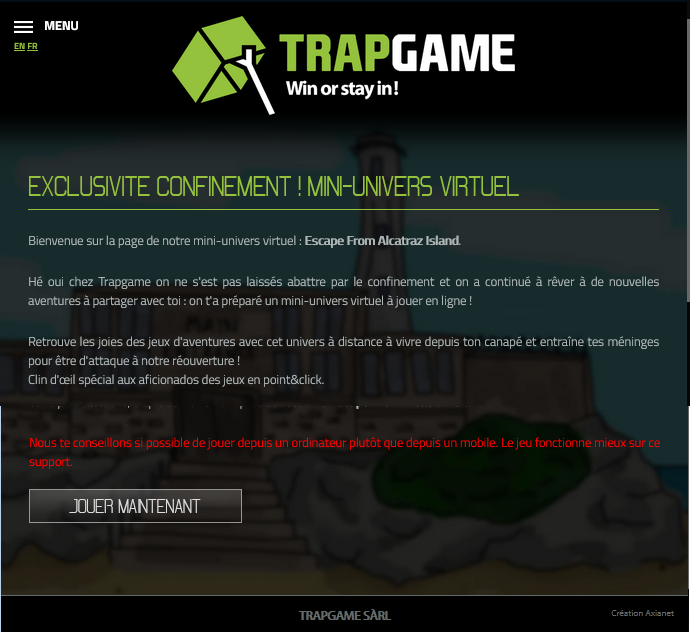 MENU
EN FR
TRAPGAME
Win or stay in !
EXCLUSIVITE CONFINEMENT ! MINI-UNIVERS VIRTUEL
Bienvenue sur la page de notre mini-univers virtuel : Escape From Alcatraz Island.
Hé oui chez Trapgame on ne s'est pas laissés abattre par le confinement et on a continué à rêver à de nouvelles
aventures à partager avec toi : on t'a préparé un mini-univers virtuel à jouer en ligne !
Retrouve les joies des jeux d'aventures avec cet univers à distance à vivre depuis ton canapé et entraîne tes méninges
pour être d'attaque à notre réouverture !
Clin d'œil spécial aux aficionados des jeux en point&click.
Nous te conseillons si possible de jouer depuis un ordinateur plutôt que depuis un mobile. Le jeu fonctionne mieux sur ce
support.
JOUER MAINTENANT
TRAPGAME SÀRL
Création Axianet